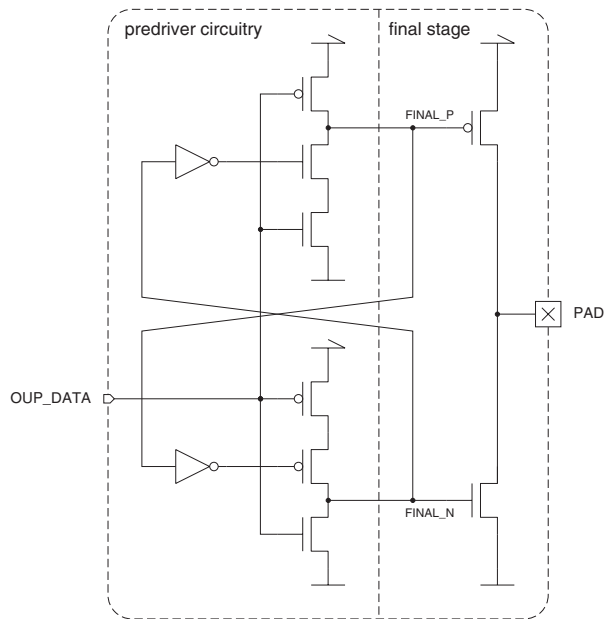 predriver circuitry
final stage
FINAL_P
PAD
OUP_DATA
FINAL_N